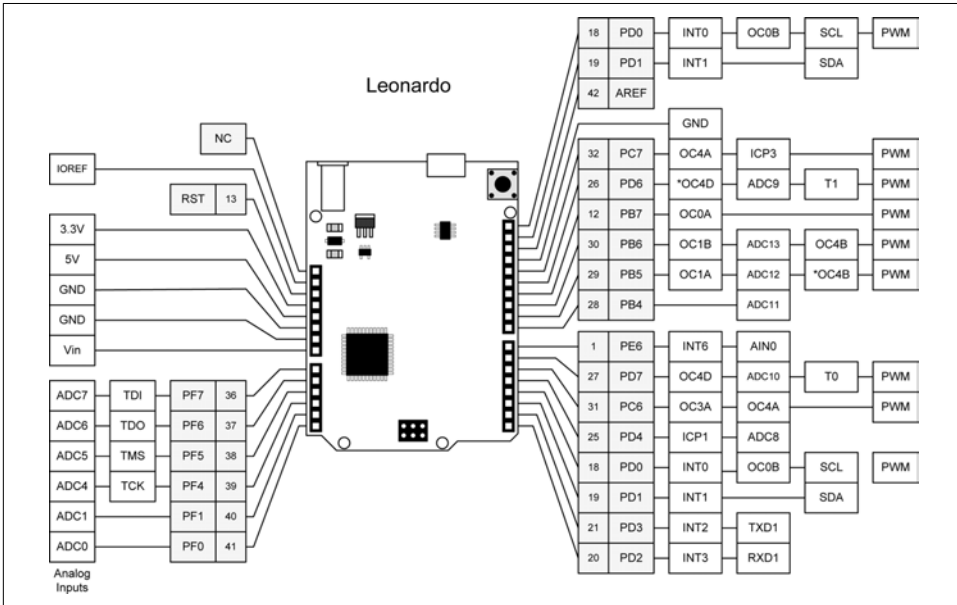 Leonardo
NC
IOREF
RST 13
3.3V
5V
GND
GND
Vin
ADC7 TDI PF7 36
ADC6 TDO PF6 37
ADC5 TMS PF5 38
ADC4 TCK PF4 39
ADC1 PF1 40
ADC0 PF0 41
Analog
Inputs
18 PD0 INT0 OC0B SCL PWM
19 PD1 INT1 SDA
42 AREF
GND
32 PC7 OC4A ICP3 PWM
26 PD6 *OC4D ADC9 T1 PWM
12 PB7 OC0A PWM
30 PB6 OC1B ADC13 OC4B PWM
29 PB5 OC1A ADC12 *OC4B PWM
28 PB4 ADC11
1 PE6 INT6 AIN0
27 PD7 OC4D ADC10 T0 PWM
31 PC6 OC3A OC4A PWM
25 PD4 ICP1 ADC8
18 PD0 INT0 OC0B SCL PWM
19 PD1 INT1 SDA
21 PD3 INT2 TXD1
20 PD2 INT3 RXD1